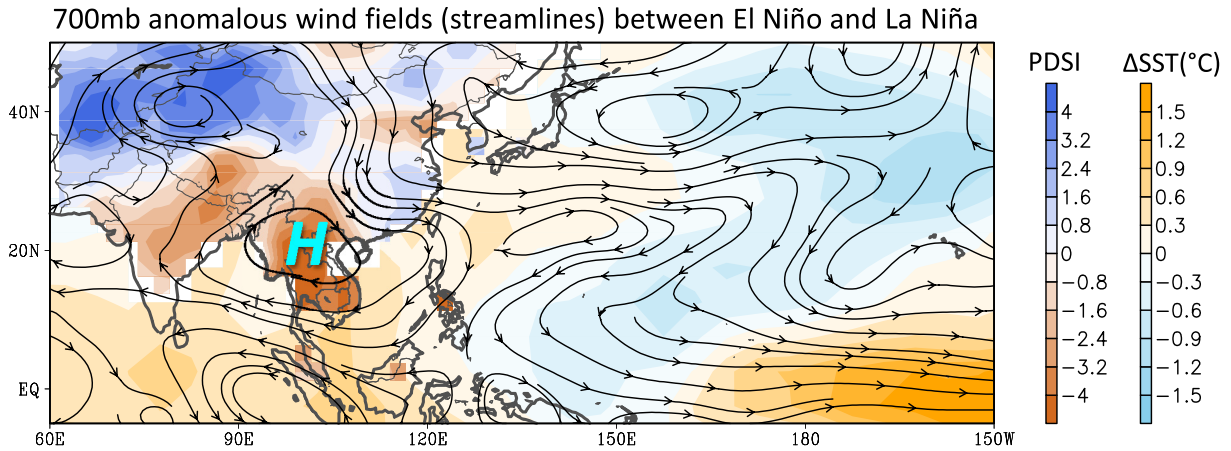 700mb anomalous wind fields (streamlines) between El Niño and La Niña
PDSI
ΔSST(°C)
40N
20N
EQ
60E
90E
120E
150E
180
150W
H
4
3.2
2.4
1.6
0.8
0
−0.8
−1.6
−2.4
−3.2
−4
1.5
1.2
0.9
0.6
0.3
0
−0.3
−0.6
−0.9
−1.2
−1.5